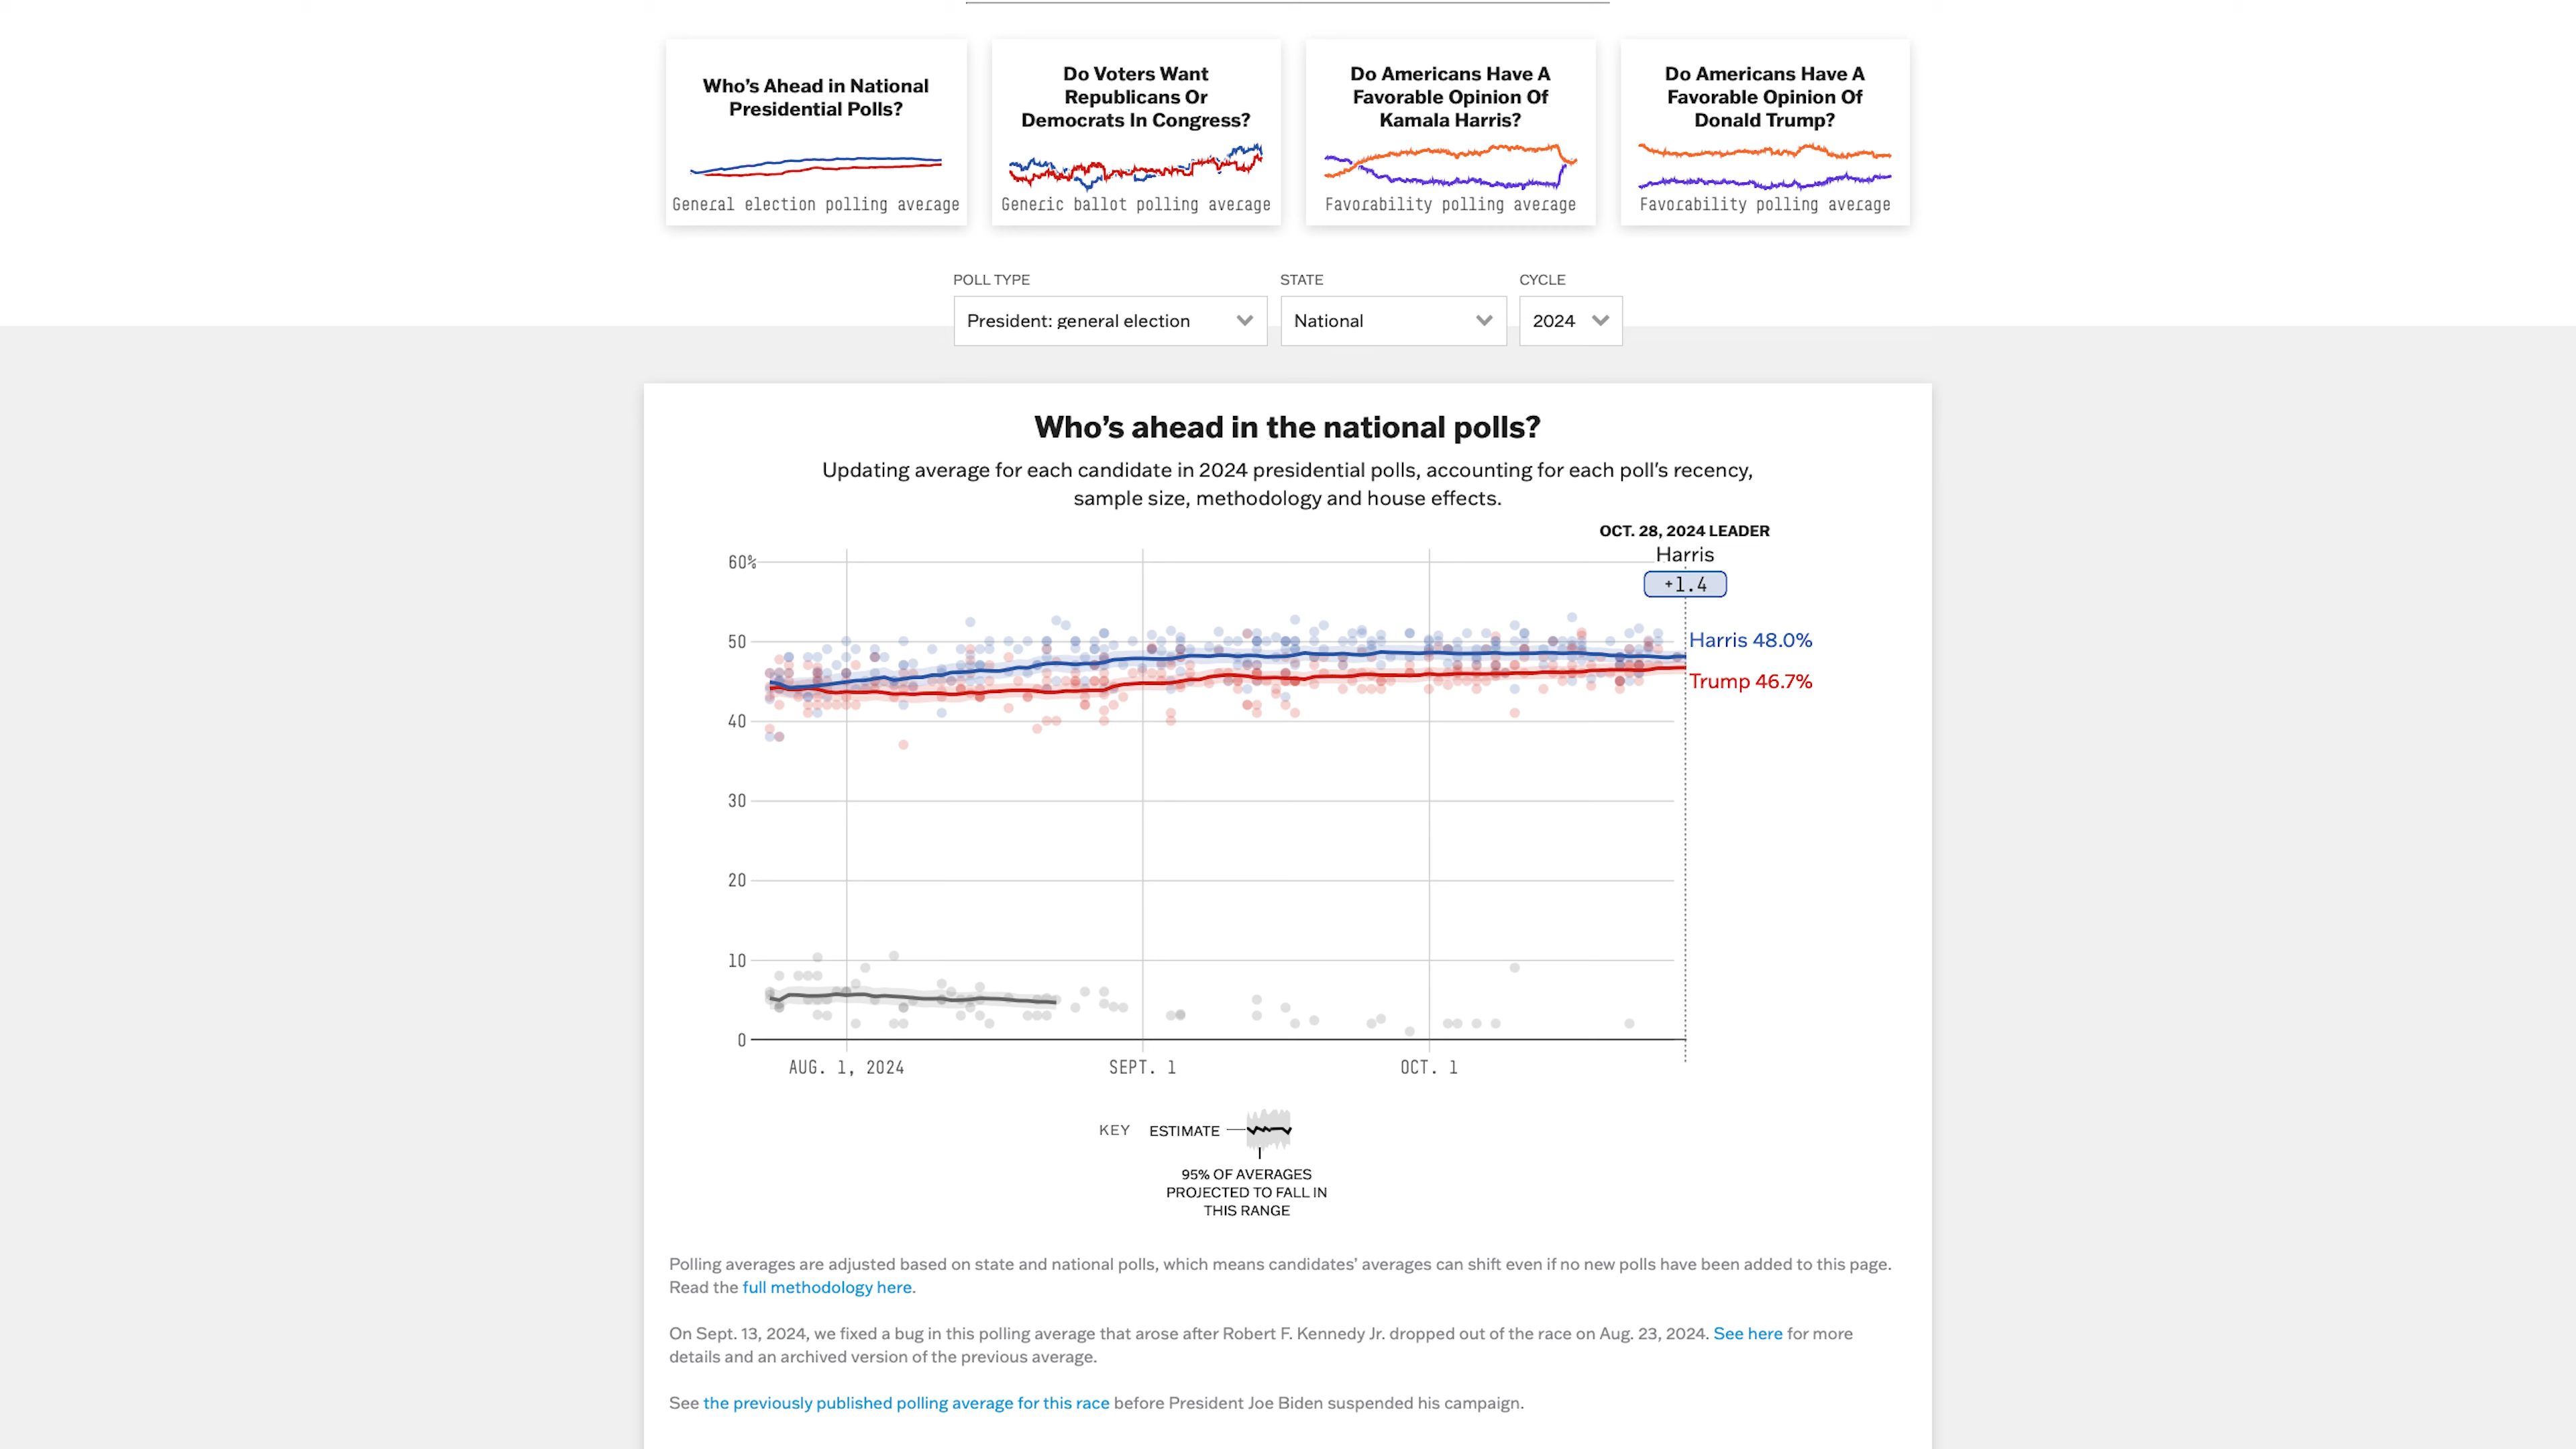 Who's Ahead in National
Presidential Polls?
General election polling average
Do Voters Want
Republicans Or
Democrats In Congress?
Generic ballot polling average
Do Americans Have A
Favorable Opinion Of
Kamala Harris?
Favorability polling average
Do Americans Have A
Favorable Opinion Of
Donald Trump?
Favorability polling average
POLL TYPE
President: general election
STATE
National
CYCLE
2024
Who's ahead in the national polls?
Updating average for each candidate in 2024 presidential polls, accounting for each poll's recency,
sample size, methodology and house effects.
OCT. 28, 2024 LEADER
Harris
+1.4
60%
50
Harris 48.0%
Trump 46.7%
40
30
20
10
0
AUG. 1, 2024
SEPT. 1
OCT. 1
KEY
ESTIMATE
95% OF AVERAGES
PROJECTED TO FALL IN
THIS RANGE
Polling averages are adjusted based on state and national polls, which means candidates' averages can shift even if no new polls have been added to this page.
Read the full methodology here.
On Sept. 13, 2024, we fixed a bug in this polling average that arose after Robert F. Kennedy Jr. dropped out of the race on Aug. 23, 2024. See here for more
details and an archived version of the previous average.
See the previously published polling average for this race before President Joe Biden suspended his campaign.